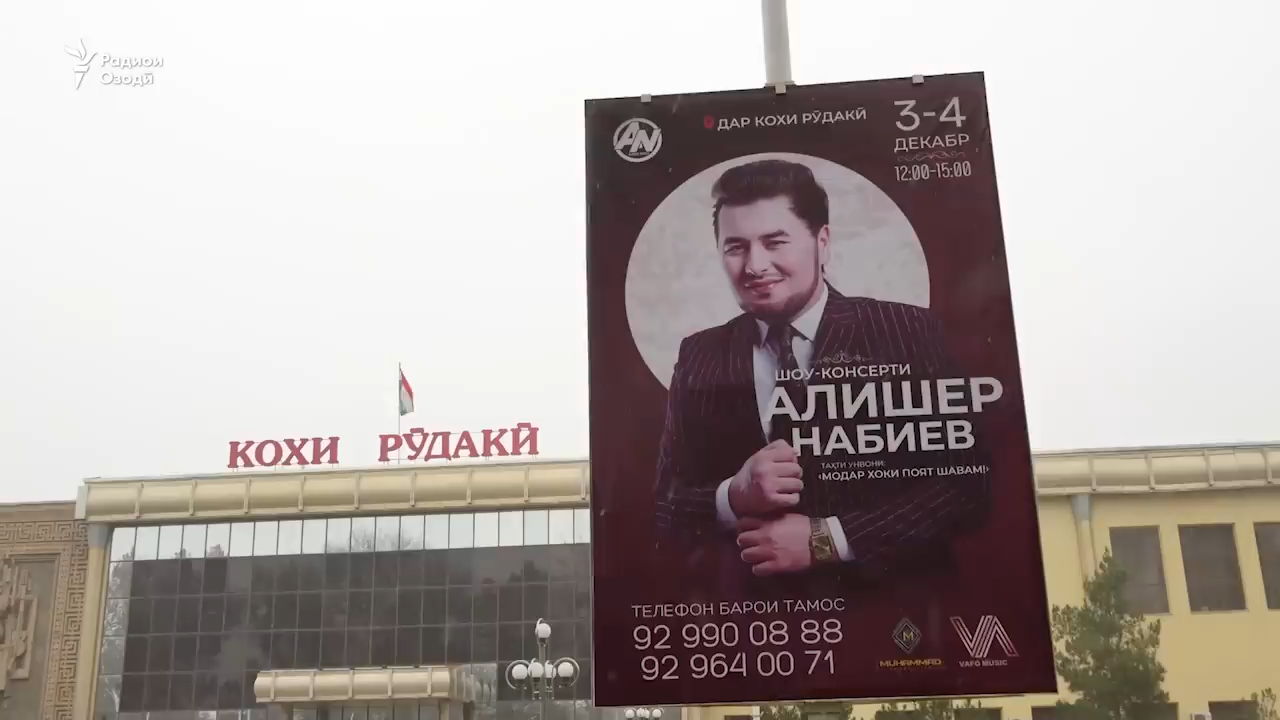 Радиои
Озодӣ
КОХИ РӮДАКӢ
AN
ДАР КОХИ РӮДАКӢ
3-4
ДЕКАБР
12:00-15:00
ШОУ-КОНСЕРТИ
АЛИШЕР
НАБИЕВ
ТАҲТИ УНВОНИ:
«МОДАР ХОКИ ПОЯТ ШАВАМ!»
ТЕЛЕФОН БАРОИ ТАМОС
92 990 08 88
92 964 00 71
MUHAMMAD
VAFO MUSIC